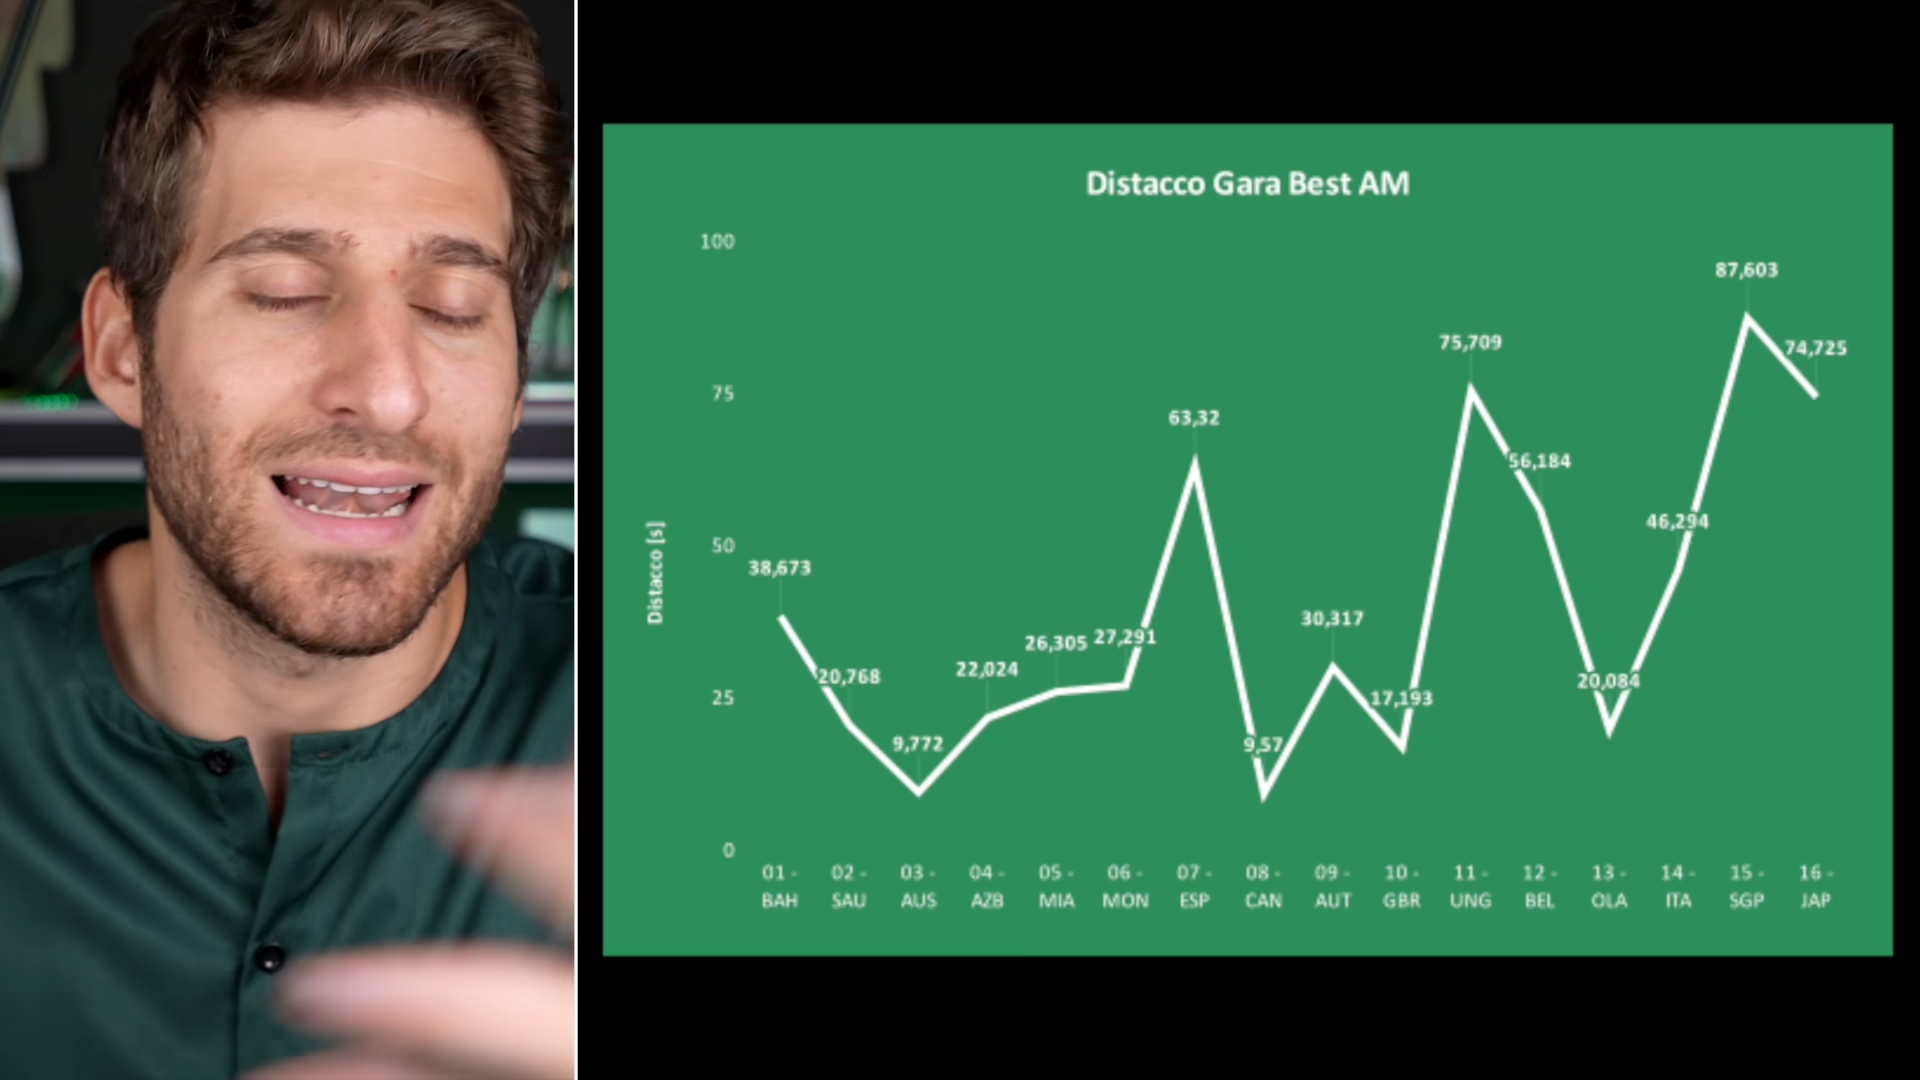 Distacco Gara Best AM
Distacco [s]
100
75
50
25
0
38,673
20,768
9,772
22,024
26,305
27,291
63,32
9,57
30,317
17,193
75,709
56,184
20,084
46,294
87,603
74,725
01 -
BAH
02 -
SAU
03 -
AUS
04 -
AZB
05 -
MIA
06 -
MON
07 -
ESP
08 -
CAN
09 -
AUT
10 -
GBR
11 -
UNG
12 -
BEL
13 -
OLA
14 -
ITA
15 -
SGP
16 -
JAP